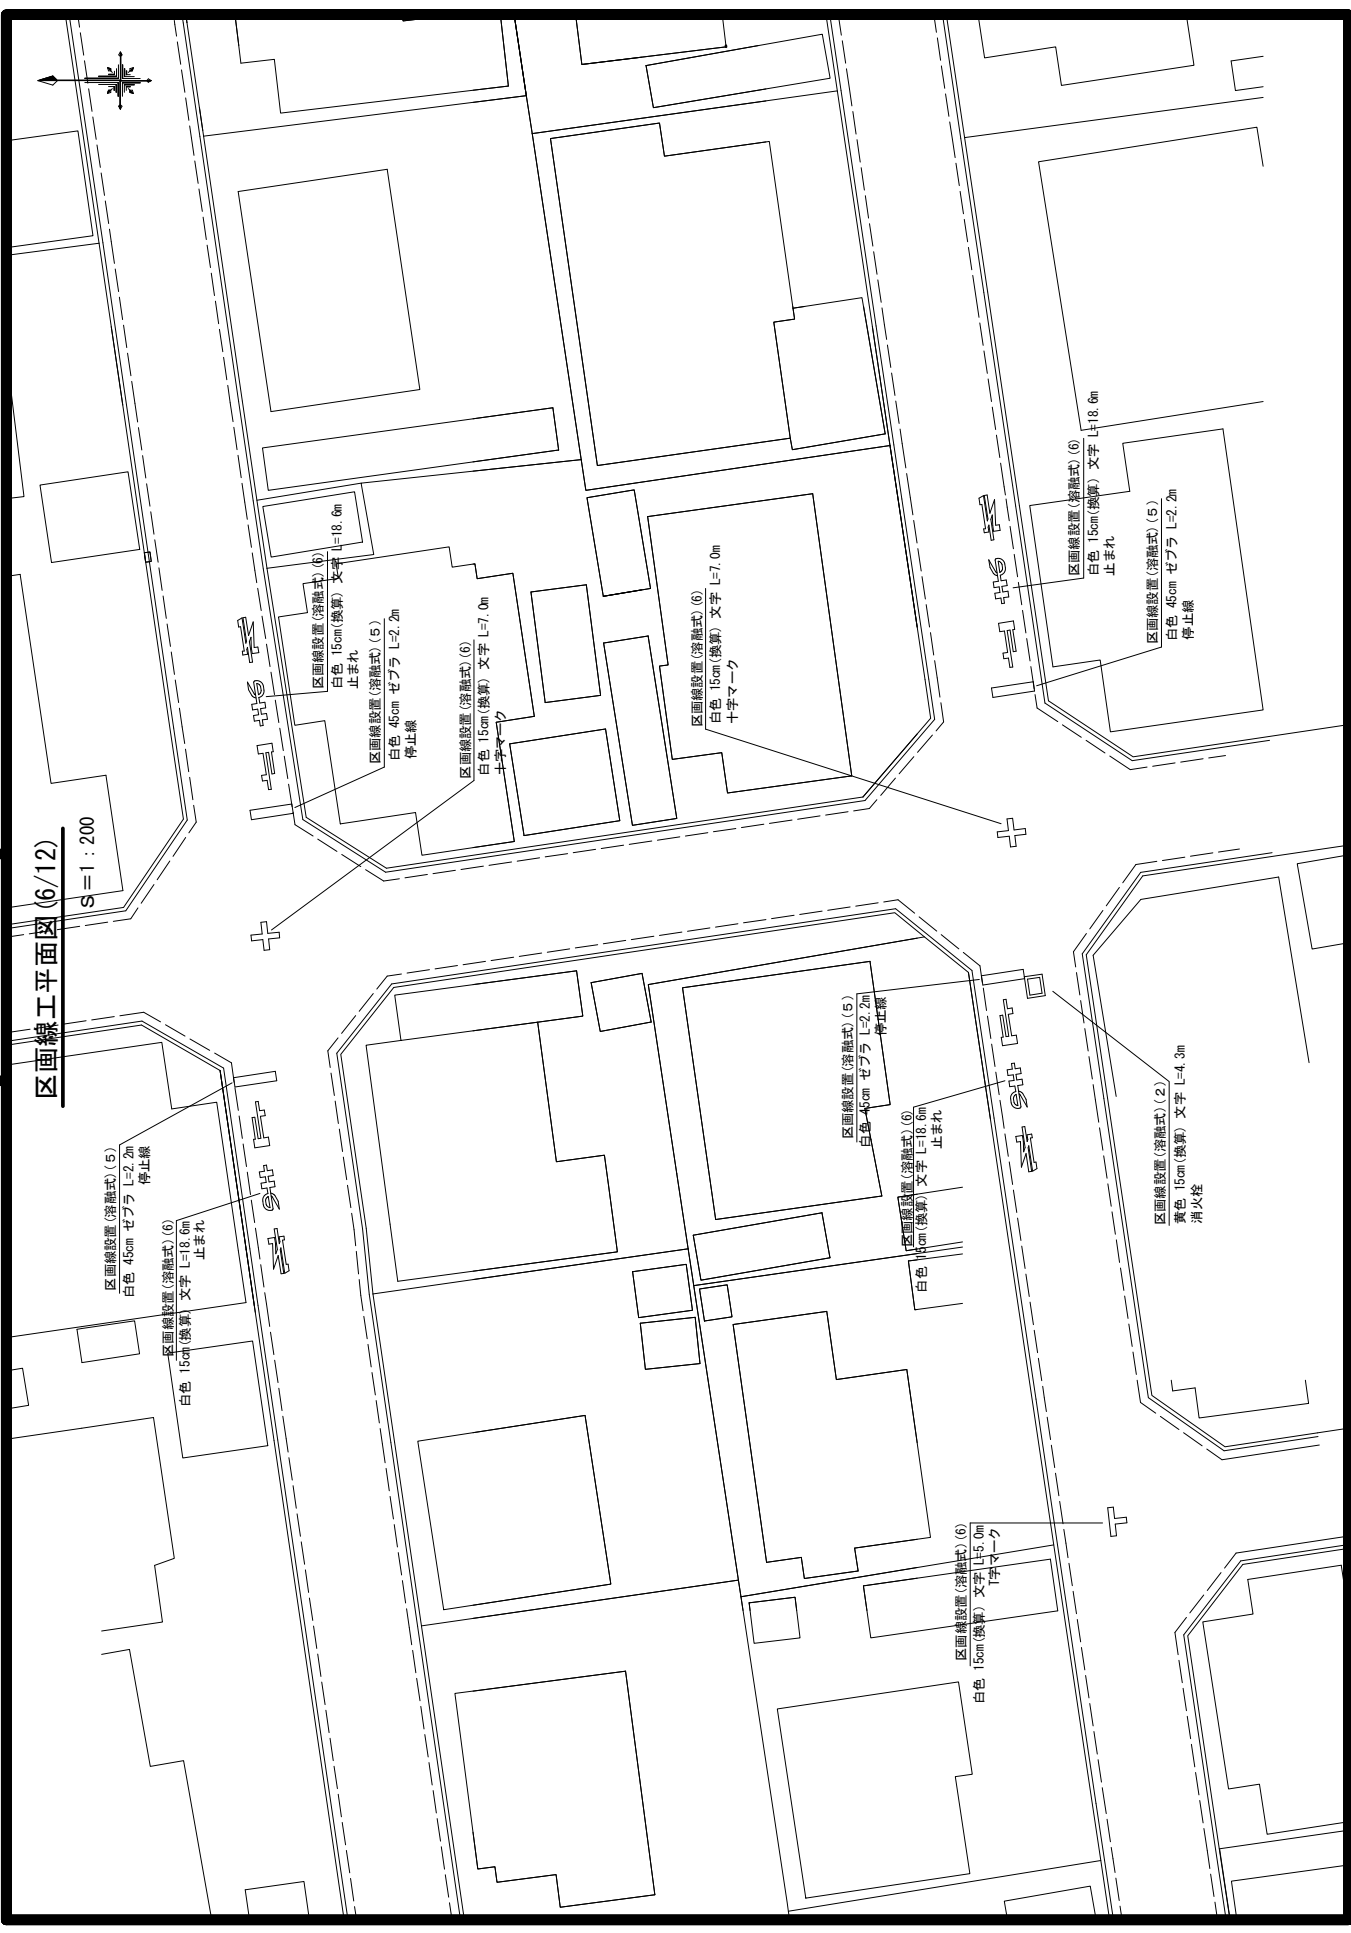 区画線工平面図(6/12)
S=1:200
区画線設置(溶融式)(5)
白色 45cm ゼブラ L=2.2m
停止線
区画線設置(溶融式)(6)
白色 15cm(換算) 文字 L=18.6m
止まれ
止まれ
区画線設置(溶融式)(6)
白色 15cm(換算) 文字 L=18.6m
止まれ
止まれ
区画線設置(溶融式)(5)
白色 45cm ゼブラ L=2.2m
停止線
区画線設置(溶融式)(6)
白色 15cm(換算) 文字 L=7.0m
十字マーク
区画線設置(溶融式)(6)
白色 15cm(換算) 文字 L=7.0m
十字マーク
区画線設置(溶融式)(5)
白色 45cm ゼブラ L=2.2m
停止線
区画線設置(溶融式)(6)
白色 15cm(換算) 文字 L=18.6m
止まれ
止まれ
区画線設置(溶融式)(6)
白色 15cm(換算) 文字 L=5.0m
T字マーク
止まれ
区画線設置(溶融式)(6)
白色 15cm(換算) 文字 L=18.6m
止まれ
区画線設置(溶融式)(5)
白色 45cm ゼブラ L=2.2m
停止線
区画線設置(溶融式)(2)
黄色 15cm(換算) 文字 L=4.3m
消火栓